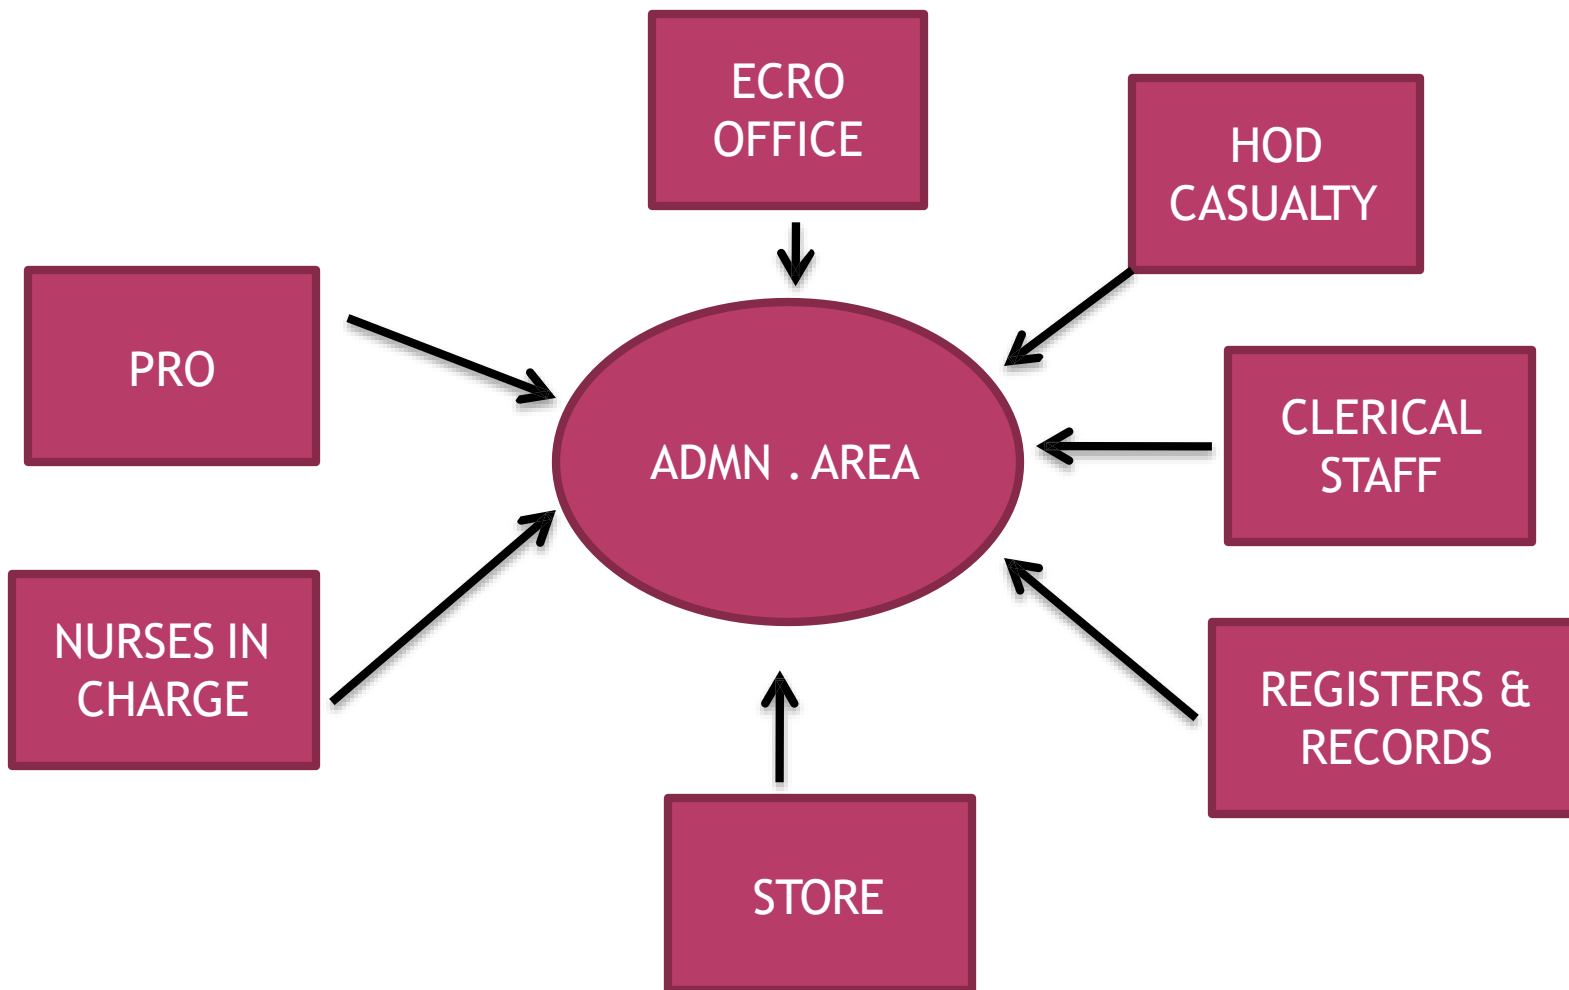 ECRO
OFFICE
HOD
CASUALTY
PRO
CLERICAL
STAFF
ADMN . AREA
NURSES IN
CHARGE
REGISTERS &
RECORDS
STORE